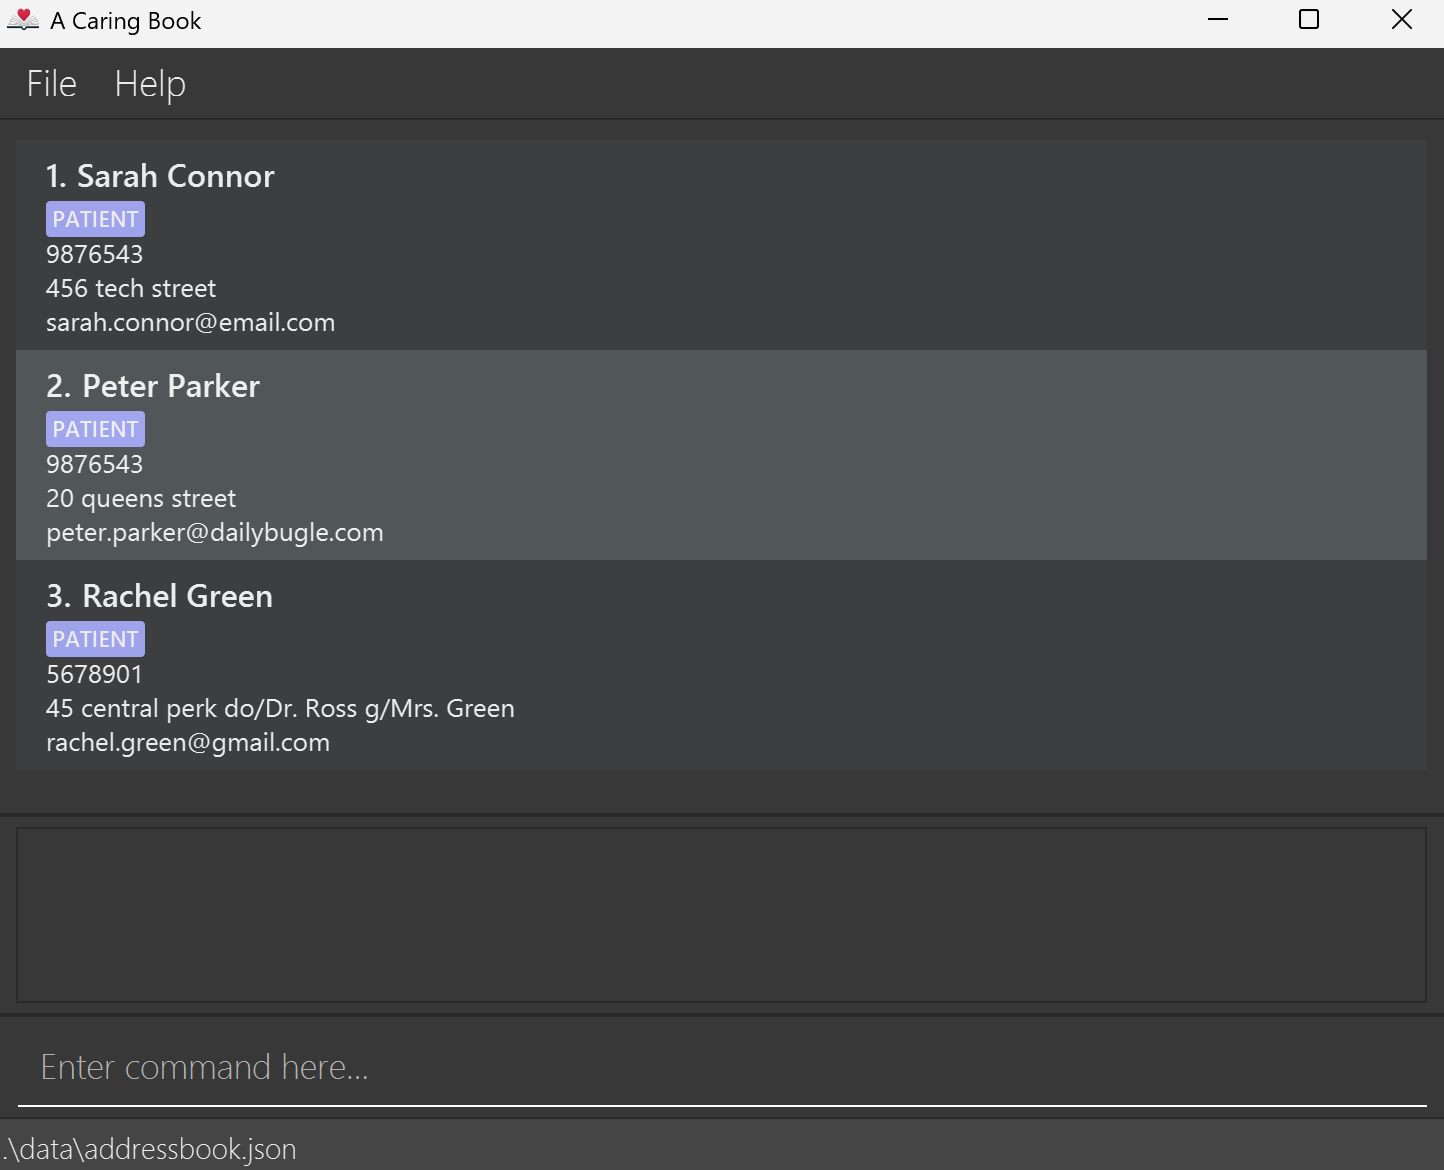 A Caring Book
File Help
1. Sarah Connor
PATIENT
9876543
456 tech street
sarah.connor@email.com
2. Peter Parker
PATIENT
9876543
20 queens street
peter.parker@dailybugle.com
3. Rachel Green
PATIENT
5678901
45 central perk do/Dr. Ross g/Mrs. Green
rachel.green@gmail.com
Enter command here...
.\data\addressbook.json